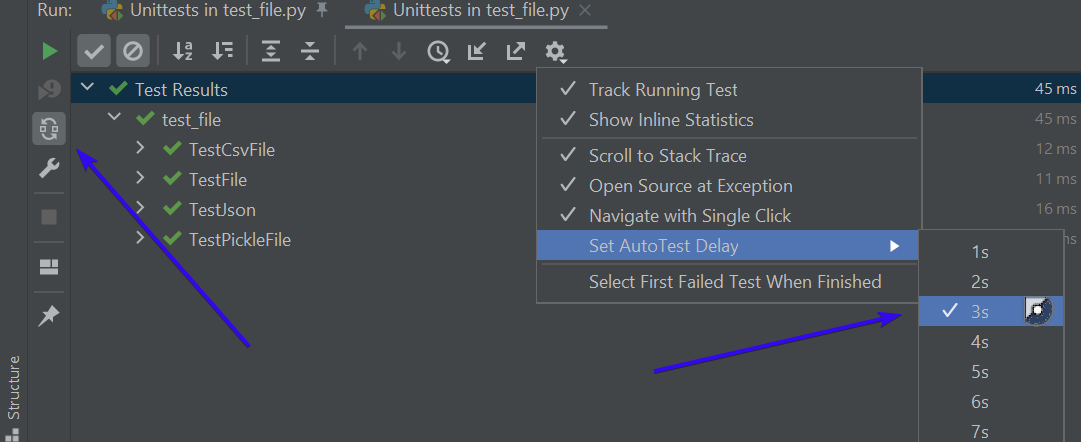 Run: Unittests in test_file.py Unittests in test_file.py
Test Results 45 ms
test_file 45 ms
TestCsvFile 12 ms
TestFile 11 ms
TestJson 16 ms
TestPickleFile
Track Running Test
Show Inline Statistics
Scroll to Stack Trace
Open Source at Exception
Navigate with Single Click
Set AutoTest Delay
Select First Failed Test When Finished
1s
2s
3s
4s
5s
6s
7s
Structure